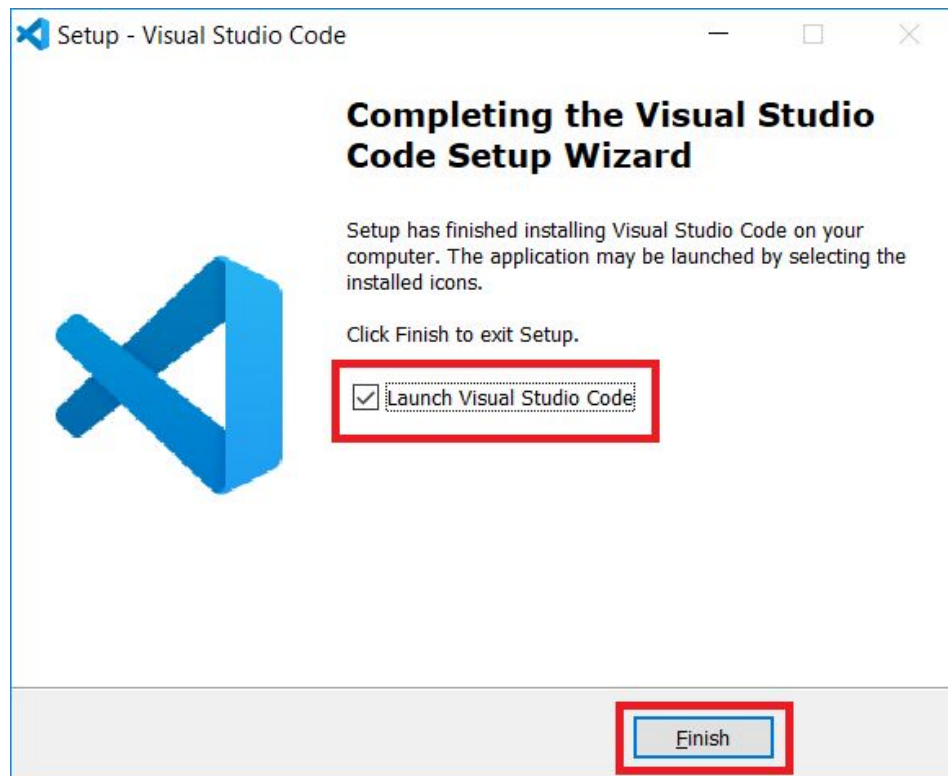 Setup - Visual Studio Code
Completing the Visual Studio
Code Setup Wizard
Setup has finished installing Visual Studio Code on your
computer. The application may be launched by selecting the
installed icons.
Click Finish to exit Setup.
Launch Visual Studio Code
Finish